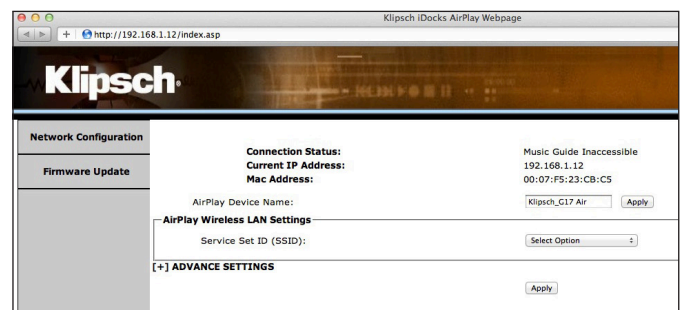 Klipsch iDocks AirPlay Webpage
http://192.168.1.12/index.asp
Klipsch
Network Configuration
Firmware Update
Connection Status: Music Guide Inaccessible
Current IP Address: 192.168.1.12
Mac Address: 00:07:F5:23:CB:C5
AirPlay Device Name: Klipsch_G17 Air Apply
AirPlay Wireless LAN Settings
Service Set ID (SSID): Select Option
[+] ADVANCE SETTINGS
Apply